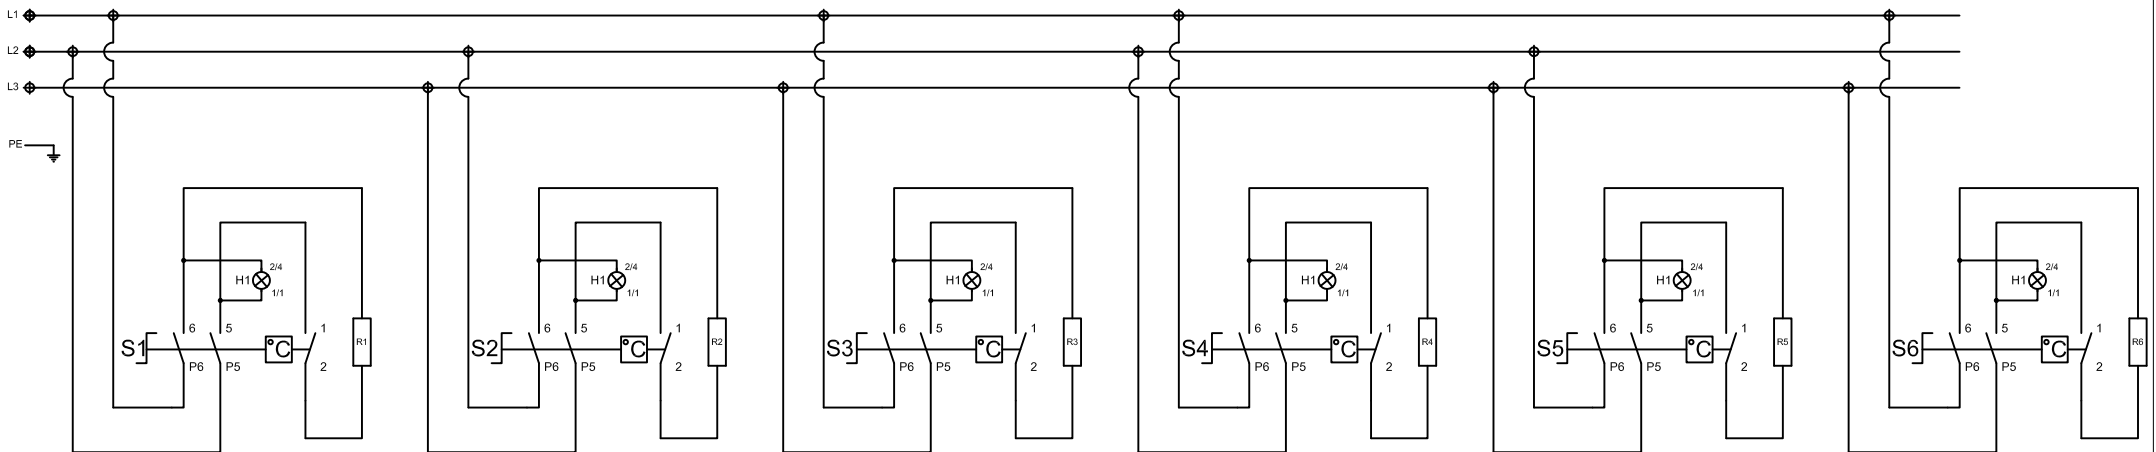 L1
L2
L3
PE
2/4 2/4 2/4 2/4 2/4 2/4
H1 H1 H1 H1 H1 H1
1/1 1/1 1/1 1/1 1/1 1/1
6 5 1 6 5 1 6 5 1 6 5 1 6 5 1 6 5 1
S1 °C R1 S2 °C R2 S3 °C R3 S4 °C R4 S5 °C R5 S6 °C R6
P6 P5 2 P6 P5 2 P6 P5 2 P6 P5 2 P6 P5 2 P6 P5 2